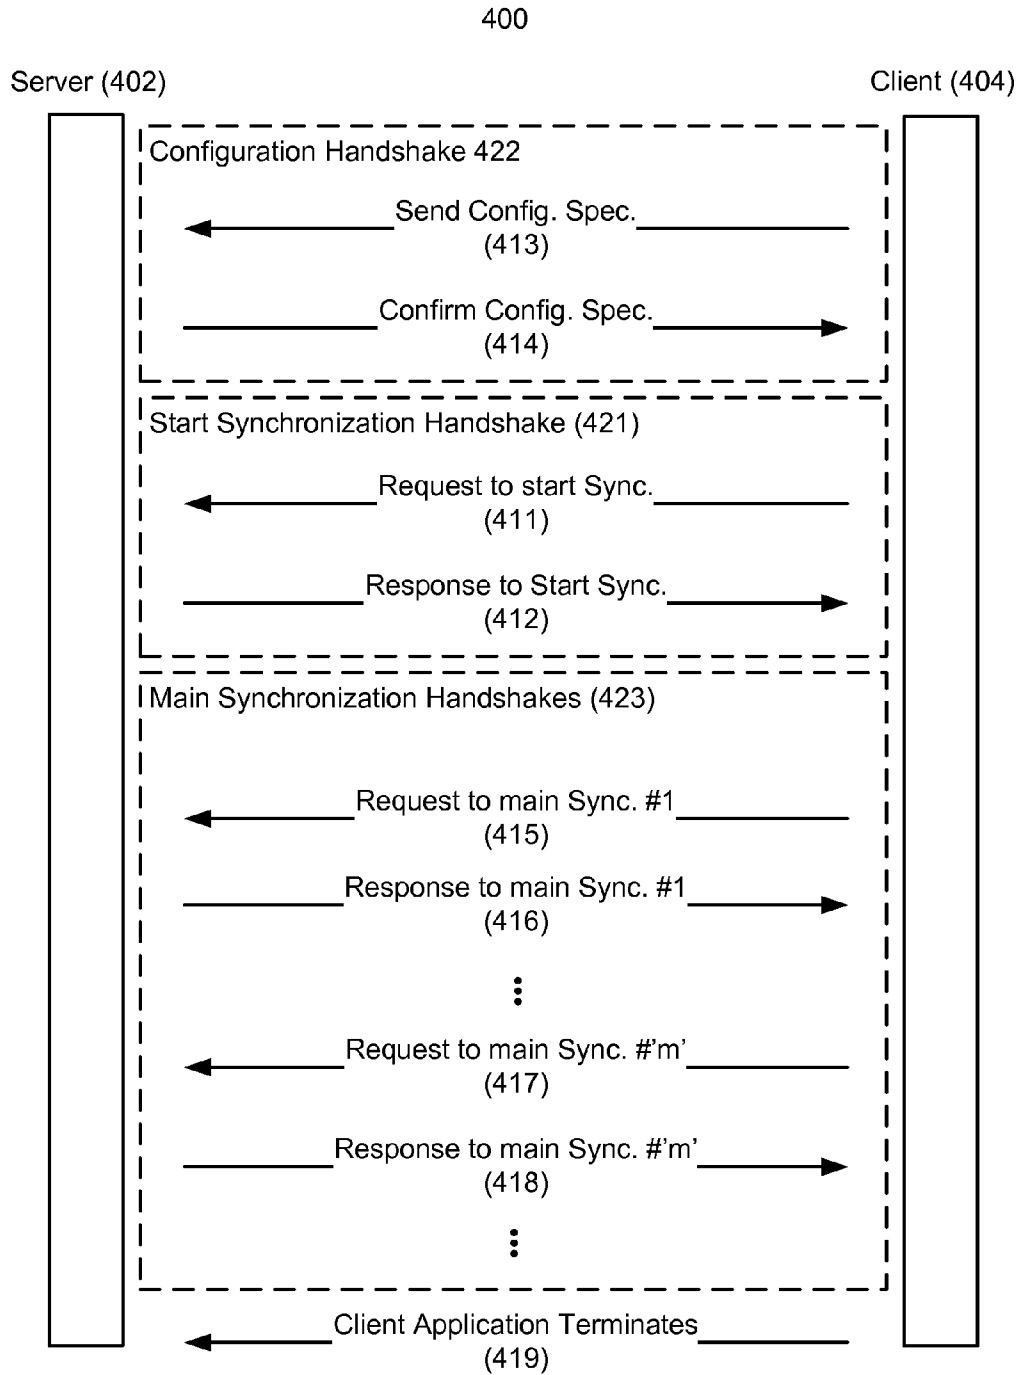 400
Server (402)
Client (404)
Configuration Handshake 422
Send Config. Spec.
(413)
Confirm Config. Spec.
(414)
Start Synchronization Handshake (421)
Request to start Sync.
(411)
Response to Start Sync.
(412)
Main Synchronization Handshakes (423)
Request to main Sync. #1
(415)
Response to main Sync. #1
(416)
Request to main Sync. #'m'
(417)
Response to main Sync. #'m'
(418)
Client Application Terminates
(419)